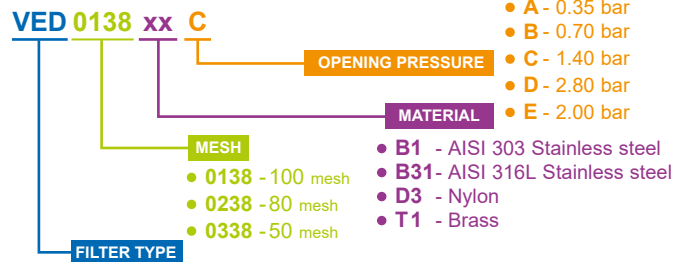 VED 0138 xx C
OPENING PRESSURE
• A - 0.35 bar
• B - 0.70 bar
• C - 1.40 bar
• D - 2.80 bar
• E - 2.00 bar
MATERIAL
• B1 - AISI 303 Stainless steel
• B31 - AISI 316L Stainless steel
• D3 - Nylon
• T1 - Brass
MESH
• 0138 - 100 mesh
• 0238 - 80 mesh
• 0338 - 50 mesh
FILTER TYPE